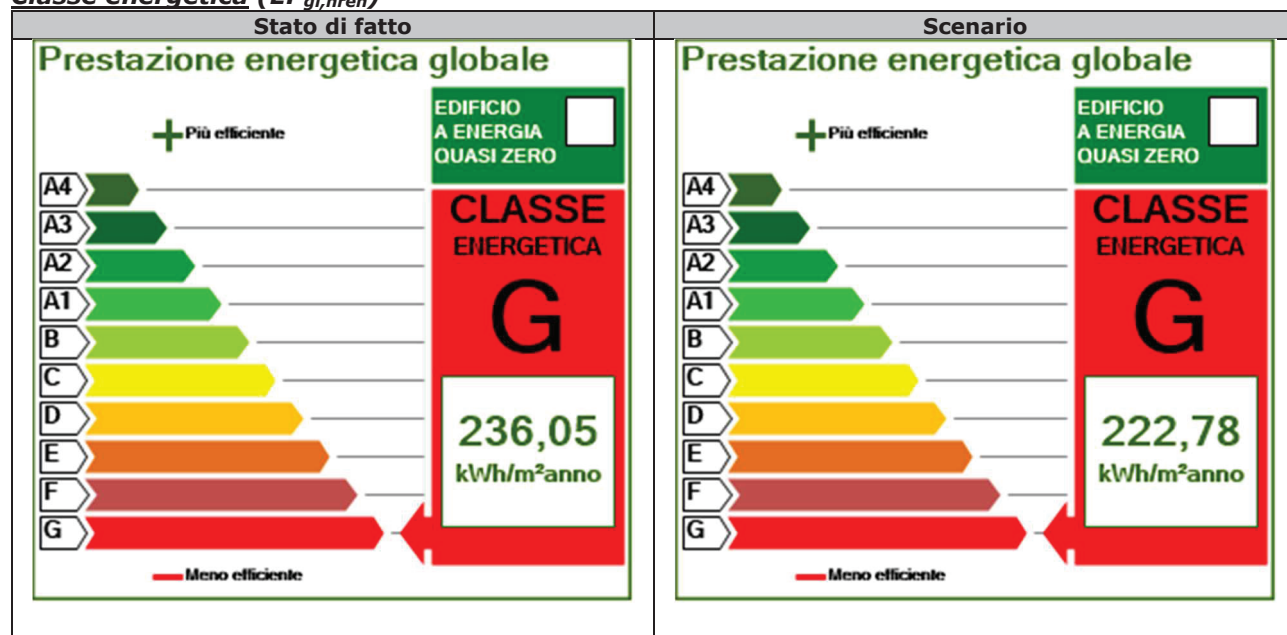 Classe energetica (EP gl,nren)
Stato di fatto
Prestazione energetica globale
Più efficiente
EDIFICIO
A ENERGIA
QUASI ZERO
A4
A3
A2
A1
B
C
D
E
F
G
CLASSE
ENERGETICA
G
236,05
kWh/m²anno
Meno efficiente
Scenario
Prestazione energetica globale
Più efficiente
EDIFICIO
A ENERGIA
QUASI ZERO
A4
A3
A2
A1
B
C
D
E
F
G
CLASSE
ENERGETICA
G
222,78
kWh/m²anno
Meno efficiente